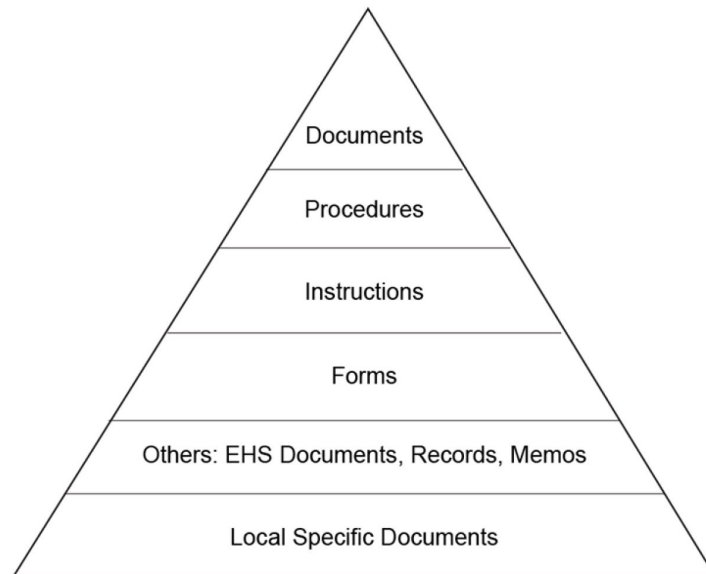 Documents
Procedures
Instructions
Forms
Others: EHS Documents, Records, Memos
Local Specific Documents